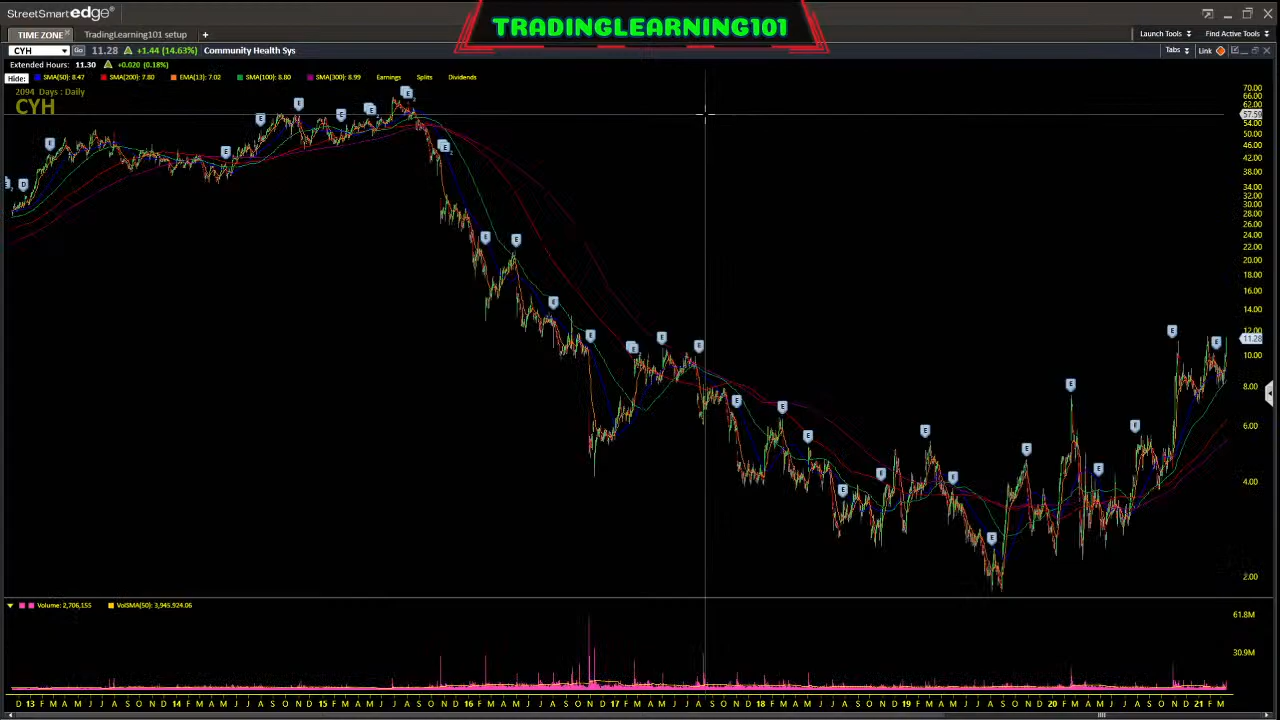 StreetSmart edge
TRADINGLEARNING101
TIME ZONE TradingLearning101 setup + Launch Tools Find Active Tools
CYH Go 11.28 +1.44 (14.63%) Community Health Sys Tabs Link
Extended Hours: 11.30 +0.020 (0.18%)
Hide: SMA(50): 8.47 SMA(200): 7.80 EMA(13): 7.02 SMA(100): 8.80 SMA(300): 8.99 Earnings Splits Dividends
2094 Days : Daily
CYH
70.00
66.00
62.00
57.50
54.00
50.00
46.00
42.00
38.00
34.00
32.00
30.00
28.00
26.00
24.00
22.00
20.00
18.00
16.00
14.00
12.00
11.28
10.00
8.00
6.00
4.00
2.00
Volume: 2,706,155 VolSMA(50): 3,945,924.06
61.8M
30.9M
D 13 F A M J J A S O N D 14 F M A M J J A S O N D 15 F M A M J J A S O N D 16 F M A M J J A S O N D 17 F M A M J J A S O N D 18 F M A M J J A S O N D 19 F M A M J J A S O N D 20 F M A M J J A S O N D 21 F M